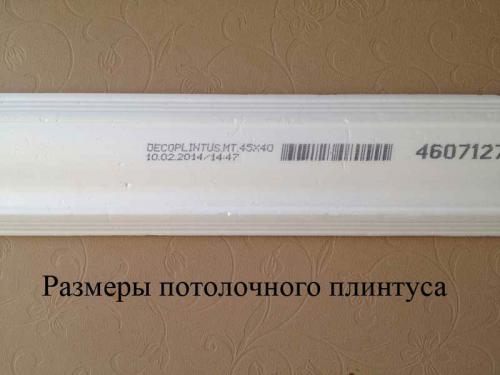 DECOPLINTUS.MT.45X40
10.02.2014/14:47
4607127
Размеры потолочного плинтуса